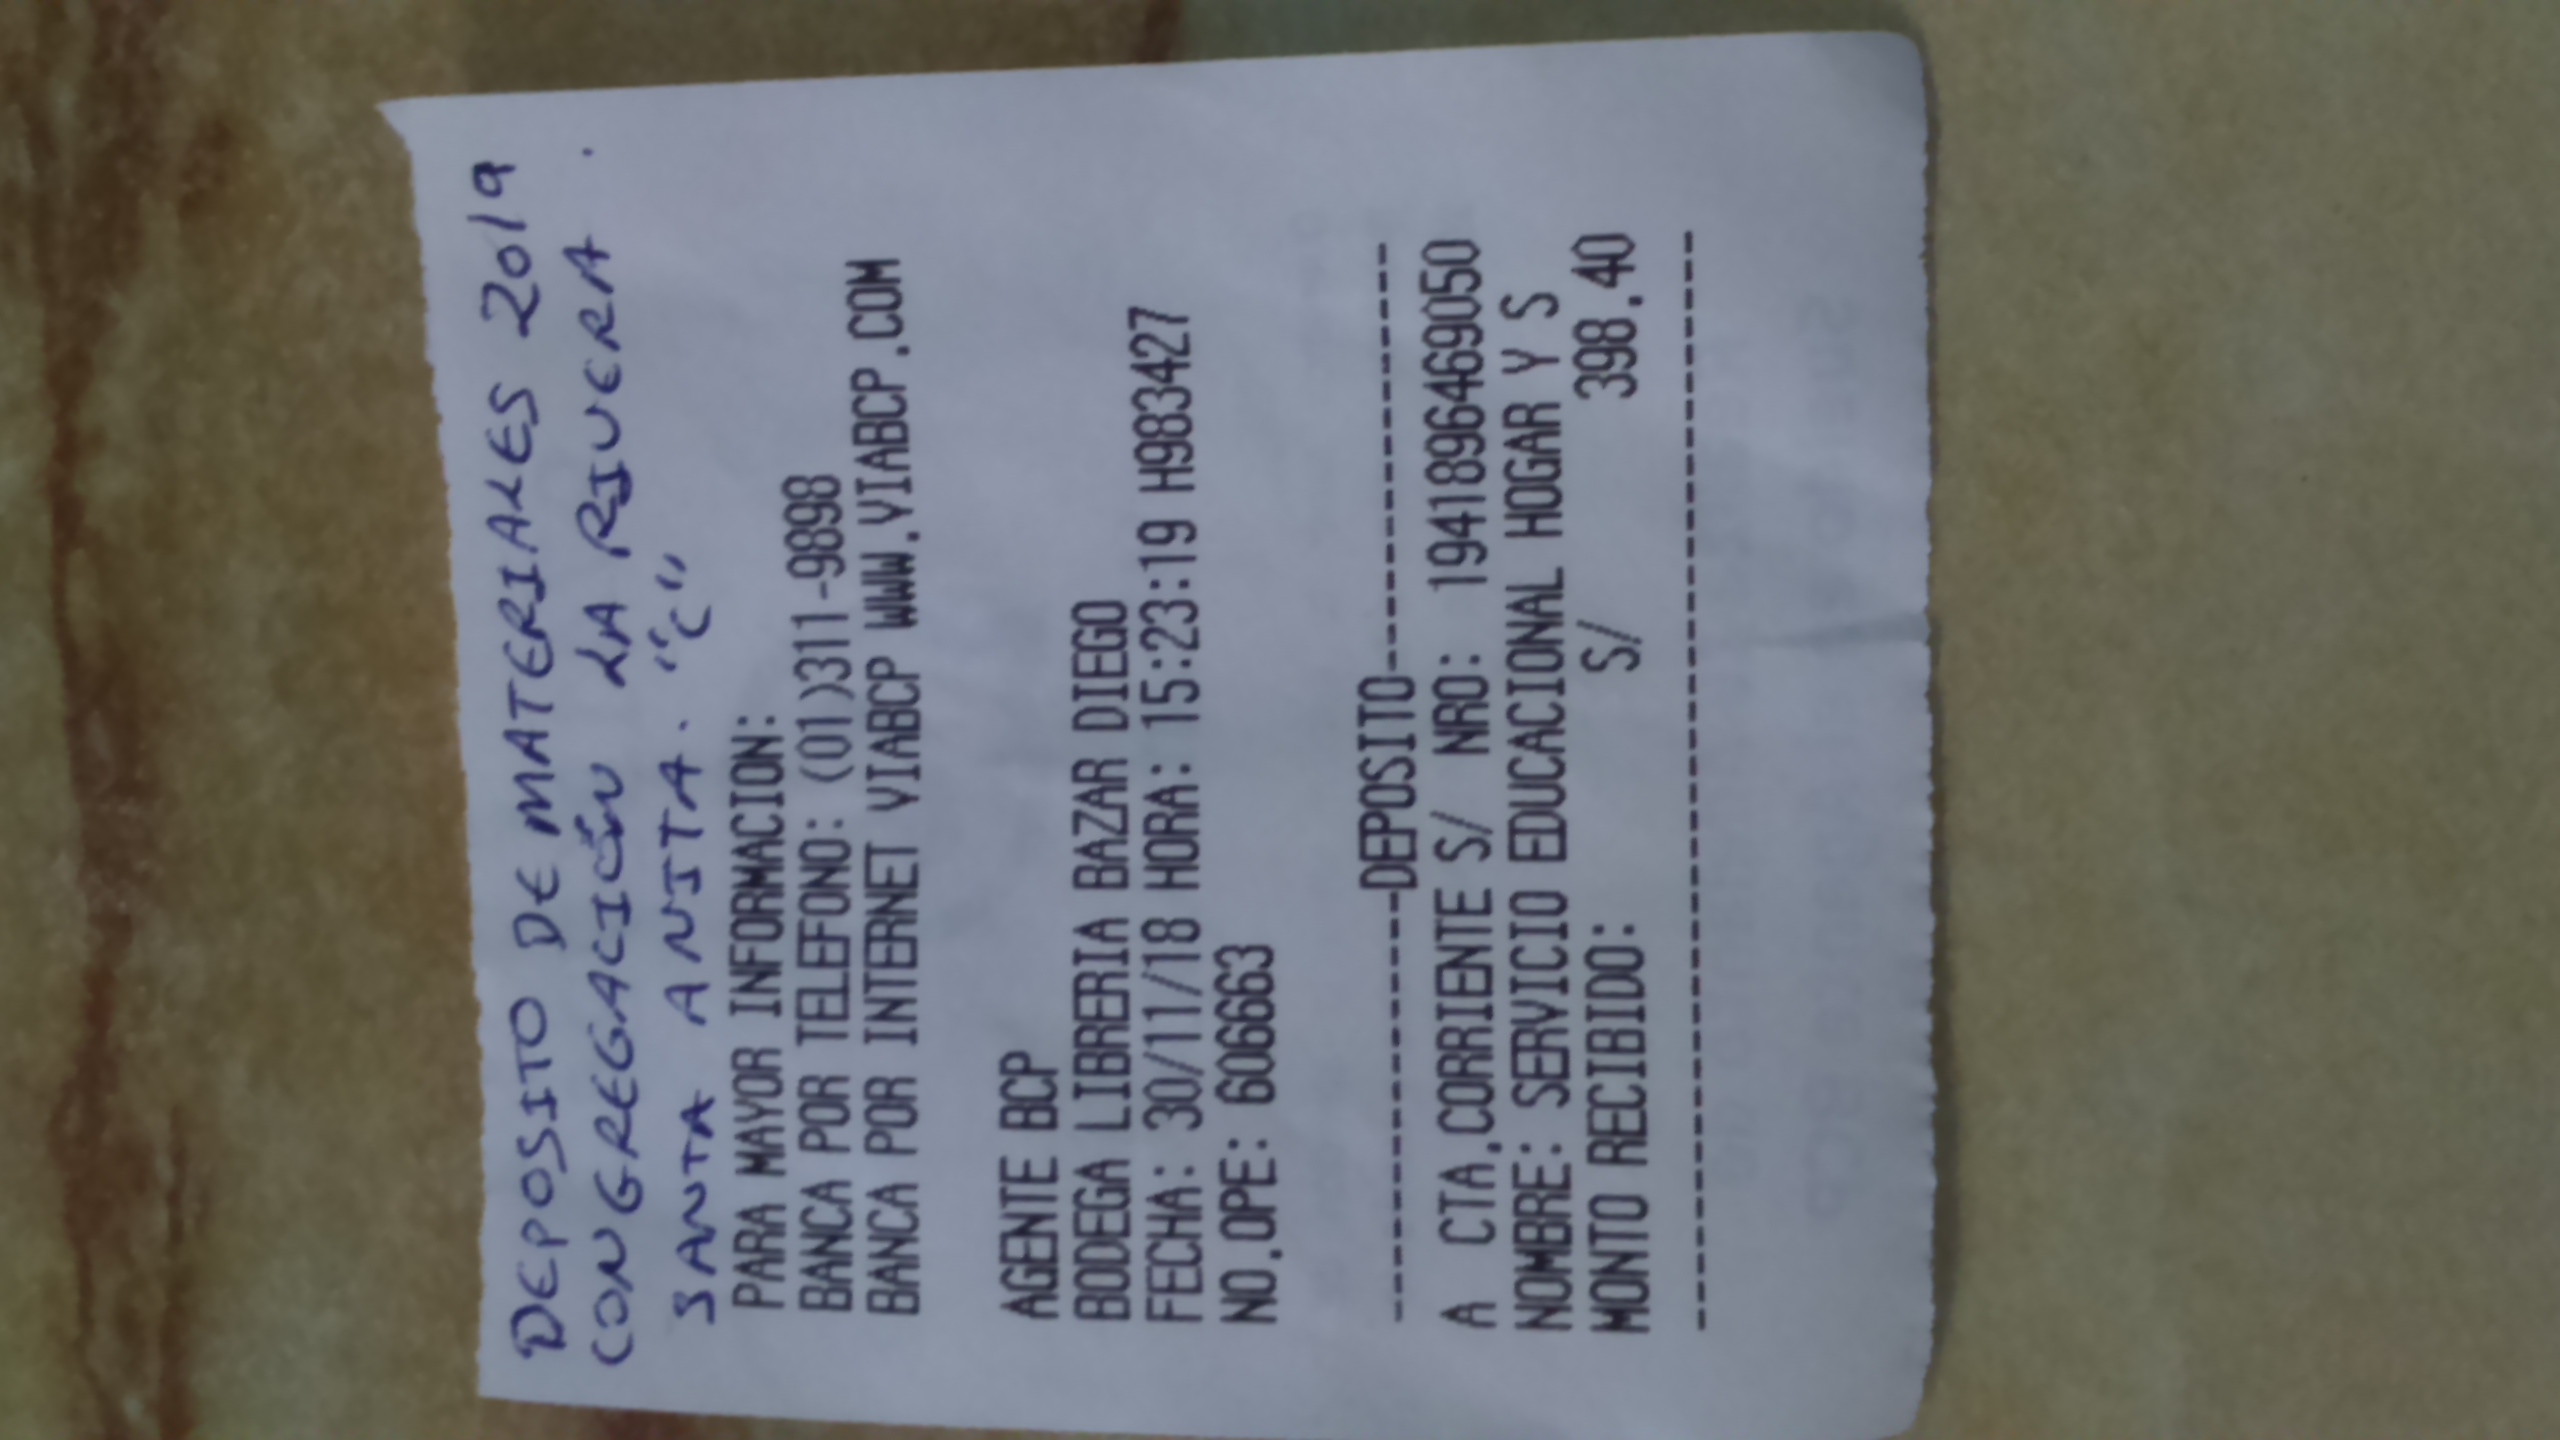 DEPOSITO DE MATERIALES 2019
CONGREGACIÓN LA RIVERA.
SANTA ANITA. "C"
PARA MAYOR INFORMACION:
BANCA POR TELEFONO: (01)311-9898
BANCA POR INTERNET VIABCP WWW.VIABCP.COM
AGENTE BCP
BODEGA LIBRERIA BAZAR DIEGO
FECHA: 30/11/18 HORA: 15:23:19 H983427
NO.OPE: 606663
---------------DEPOSITO---------------
A CTA.CORRIENTE S/ NRO: 1941896469050
NOMBRE: SERVICIO EDUCACIONAL HOGAR Y S
MONTO RECIBIDO: S/ 398.40
--------------------------------------